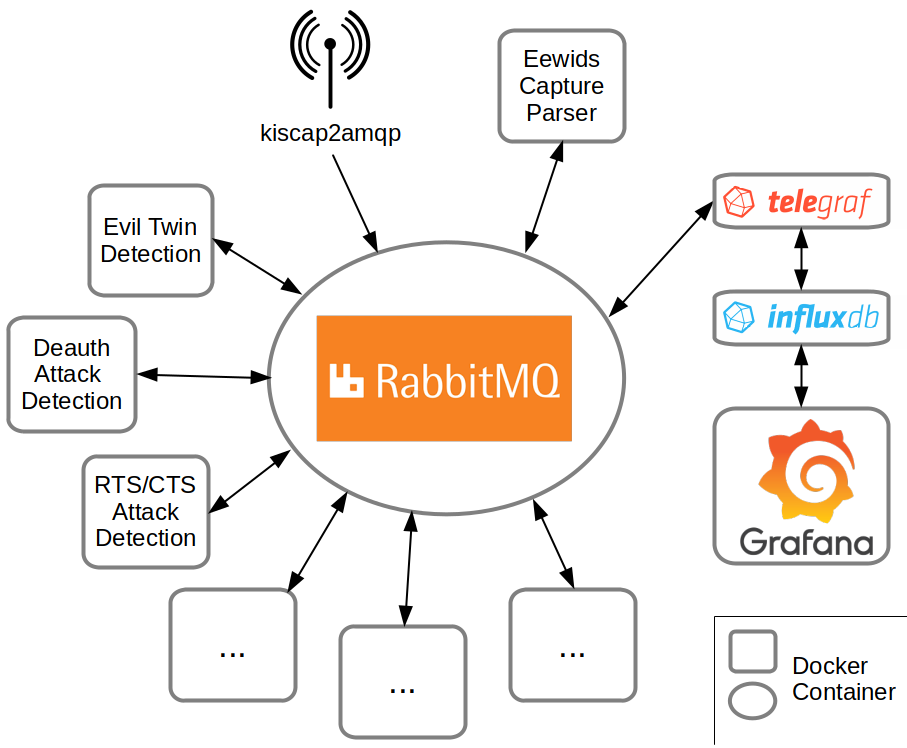 kiscap2amqp
Eewids
Capture
Parser
telegraf
Evil Twin
Detection
influxdb
Deauth
Attack
Detection
RabbitMQ
RTS/CTS
Attack
Detection
Grafana
...
...
...
Docker
Container